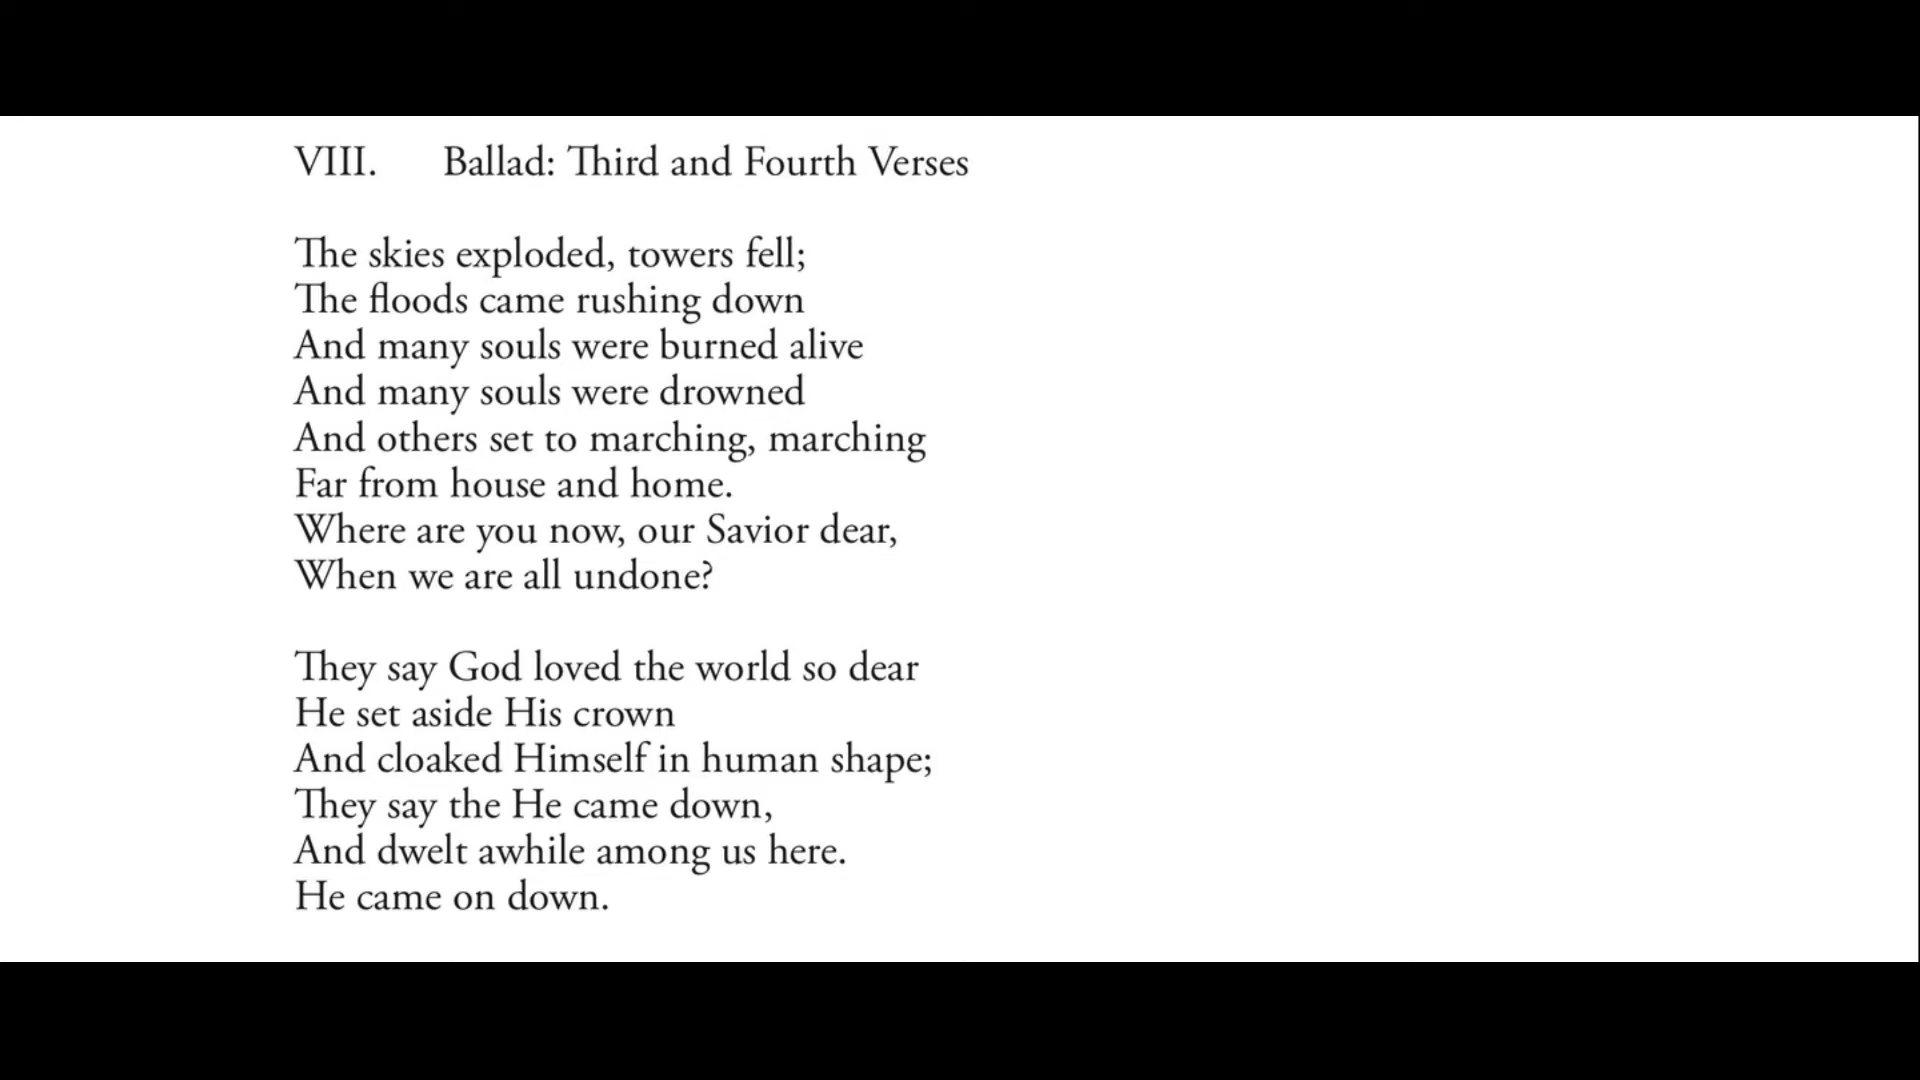 VIII. Ballad: Third and Fourth Verses
The skies exploded, towers fell;
The floods came rushing down
And many souls were burned alive
And many souls were drowned
And others set to marching, marching
Far from house and home.
Where are you now, our Savior dear,
When we are all undone?
They say God loved the world so dear
He set aside His crown
And cloaked Himself in human shape;
They say the He came down,
And dwelt awhile among us here.
He came on down.